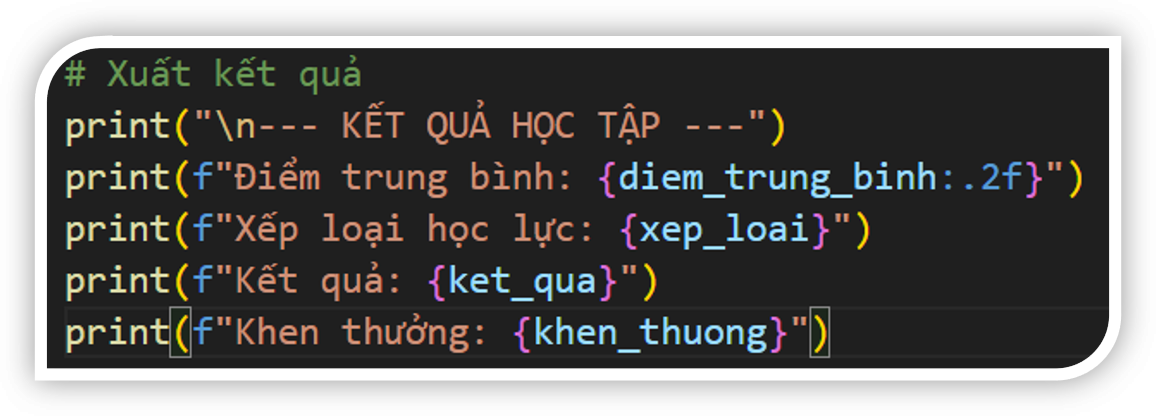 # Xuất kết quả
print("\n--- KẾT QUẢ HỌC TẬP ---")
print(f"Điểm trung bình: {diem_trung_binh:.2f}")
print(f"Xếp loại học lực: {xep_loai}")
print(f"Kết quả: {ket_qua}")
print(f"Khen thưởng: {khen_thuong}")